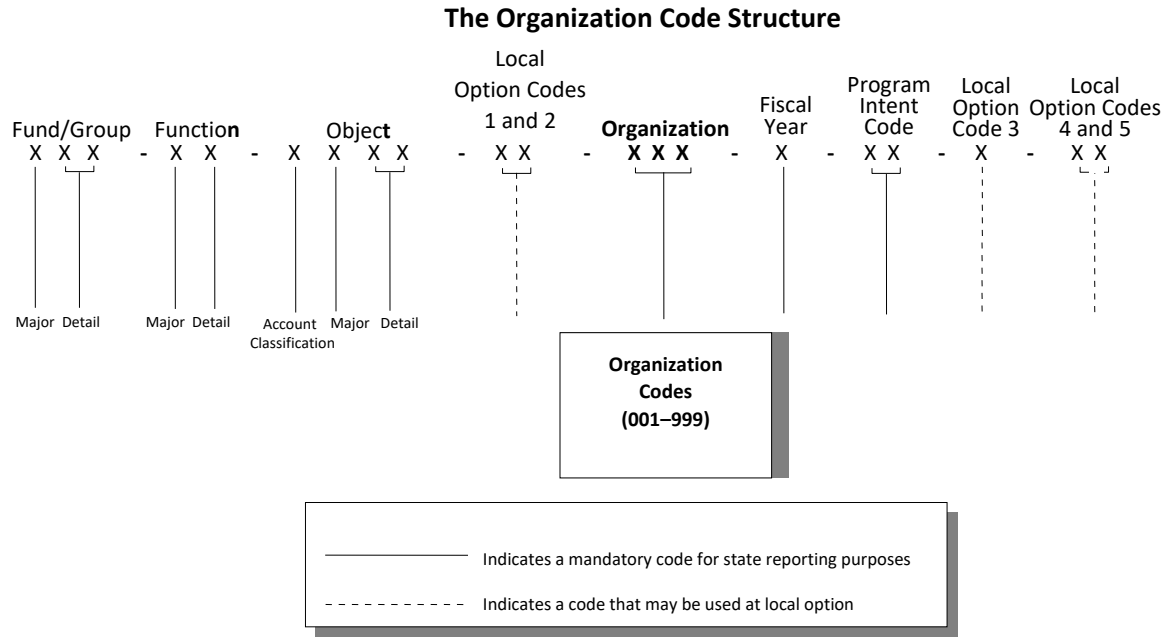 The Organization Code Structure
Local
Option Codes
1 and 2
Fund/Group
Function
Object
Organization
Fiscal
Year
Program
Intent
Code
Local
Option
Code 3
Local
Option Codes
4 and 5
X X X - X X - X X X X - X X - X X X - X - X X - X - X X
Major Detail
Major Detail
Account
Classification
Major Detail
Organization
Codes
(001–999)
Indicates a mandatory code for state reporting purposes
Indicates a code that may be used at local option